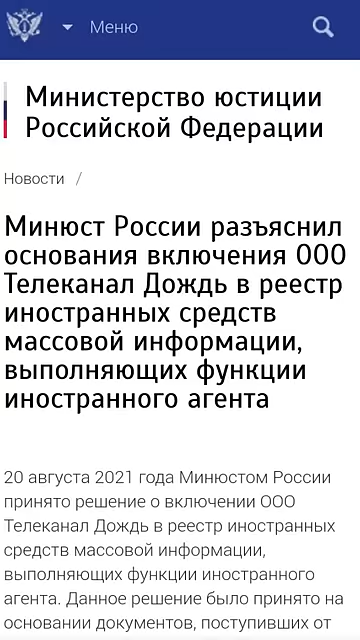 Меню
Министерство юстиции
Российской Федерации
Новости /
Минюст России разъяснил
основания включения ООО
Телеканал Дождь в реестр
иностранных средств
массовой информации,
выполняющих функции
иностранного агента
20 августа 2021 года Минюстом России
принято решение о включении ООО
Телеканал Дождь в реестр иностранных
средств массовой информации,
выполняющих функции иностранного
агента. Данное решение было принято на
основании документов, поступивших от